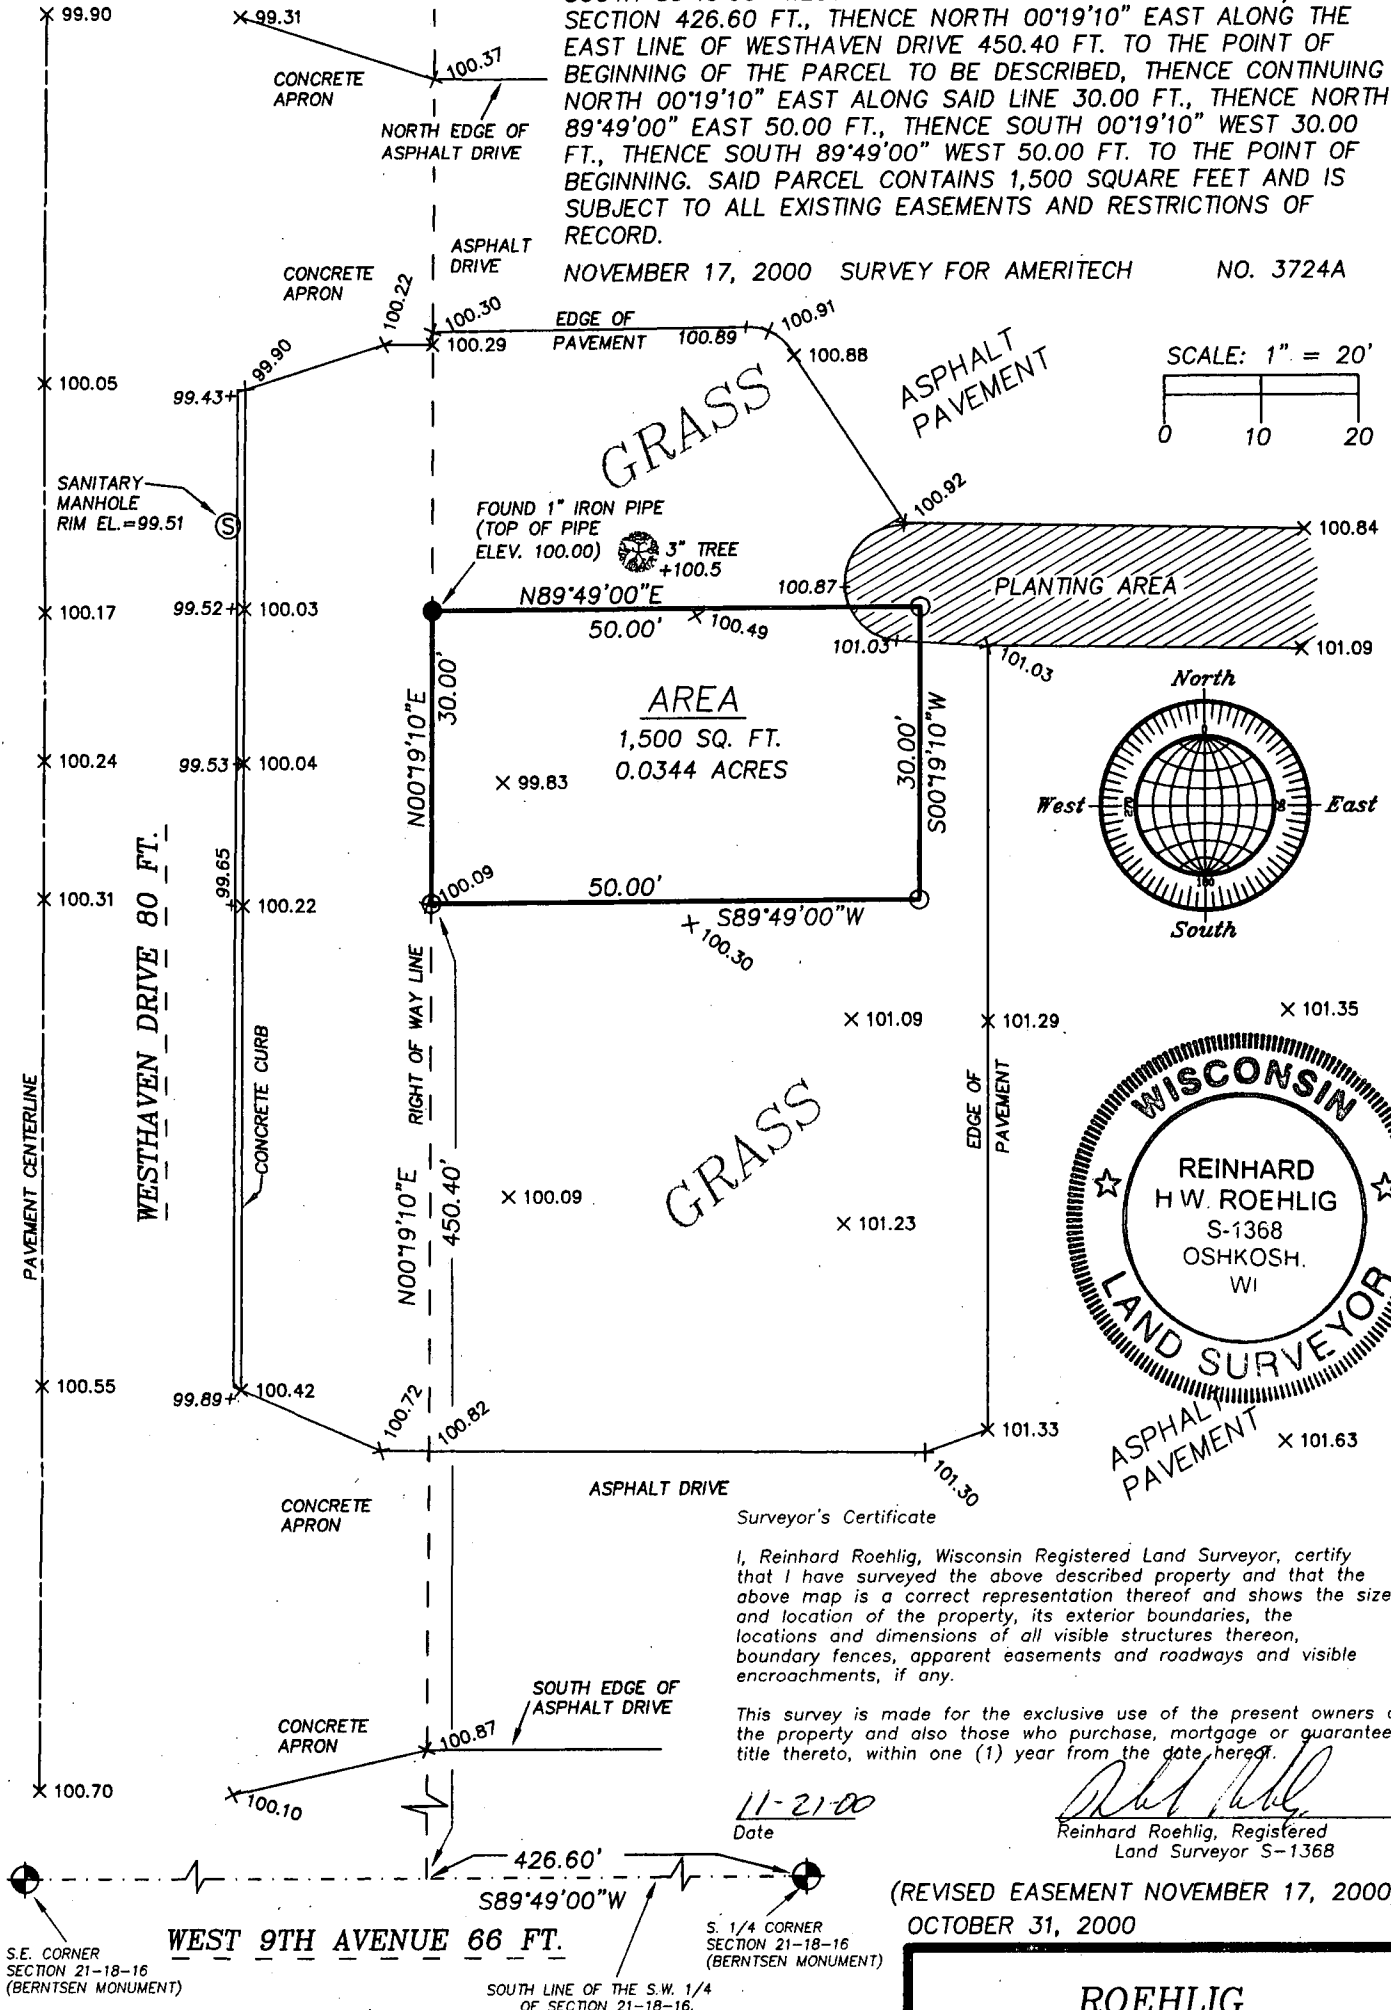 SECTION 426.60 FT., THENCE NORTH 00°19'10" EAST ALONG THE
EAST LINE OF WESTHAVEN DRIVE 450.40 FT. TO THE POINT OF
BEGINNING OF THE PARCEL TO BE DESCRIBED, THENCE CONTINUING
NORTH 00°19'10" EAST ALONG SAID LINE 30.00 FT., THENCE NORTH
89°49'00" EAST 50.00 FT., THENCE SOUTH 00°19'10" WEST 30.00
FT., THENCE SOUTH 89°49'00" WEST 50.00 FT. TO THE POINT OF
BEGINNING. SAID PARCEL CONTAINS 1,500 SQUARE FEET AND IS
SUBJECT TO ALL EXISTING EASEMENTS AND RESTRICTIONS OF
RECORD.
NOVEMBER 17, 2000 SURVEY FOR AMERITECH NO. 3724A
99.90
99.31
100.37
CONCRETE
APRON
NORTH EDGE OF
ASPHALT DRIVE
ASPHALT
DRIVE
CONCRETE
APRON
100.22
100.30
100.29
EDGE OF
PAVEMENT
100.89
100.91
100.88
ASPHALT
PAVEMENT
SCALE: 1" = 20'
0 10 20
99.90
100.05
99.43
GRASS
SANITARY
MANHOLE
RIM EL.=99.51
S
FOUND 1" IRON PIPE
(TOP OF PIPE
ELEV. 100.00)
3" TREE
+100.5
100.92
100.84
100.87
PLANTING AREA
100.17
99.52
100.03
N89°49'00"E
50.00'
100.49
101.03
101.03
101.09
N00°19'10"E
30.00'
AREA
1,500 SQ. FT.
0.0344 ACRES
30.00'
S00°19'10"W
North
West
East
South
0
270
180
100.24
99.53
100.04
99.83
100.31
99.65
100.22
100.09
50.00'
S89°49'00"W
100.30
WESTHAVEN DRIVE 80 FT.
PAVEMENT CENTERLINE
CONCRETE CURB
RIGHT OF WAY LINE
N00°19'10"E
450.40'
101.09
101.29
101.35
EDGE OF
PAVEMENT
GRASS
100.09
101.23
WISCONSIN
REINHARD
H W. ROEHLIG
S-1368
OSHKOSH.
WI
LAND SURVEYOR
100.55
99.89
100.42
100.72
100.82
101.33
101.30
ASPHALT
PAVEMENT
101.63
ASPHALT DRIVE
CONCRETE
APRON
Surveyor's Certificate
I, Reinhard Roehlig, Wisconsin Registered Land Surveyor, certify
that I have surveyed the above described property and that the
above map is a correct representation thereof and shows the size
and location of the property, its exterior boundaries, the
locations and dimensions of all visible structures thereon,
boundary fences, apparent easements and roadways and visible
encroachments, if any.
This survey is made for the exclusive use of the present owners
the property and also those who purchase, mortgage or guarantee
title thereto, within one (1) year from the date hereof.
SOUTH EDGE OF
ASPHALT DRIVE
CONCRETE
APRON
100.87
100.70
100.10
11-21-00
Date
Reinhard Roehlig, Registered
Land Surveyor S-1368
426.60'
S89°49'00"W
(REVISED EASEMENT NOVEMBER 17, 2000
OCTOBER 31, 2000
WEST 9TH AVENUE 66 FT.
S.E. CORNER
SECTION 21-18-16
(BERNTSEN MONUMENT)
S. 1/4 CORNER
SECTION 21-18-16
(BERNTSEN MONUMENT)
SOUTH LINE OF THE S.W. 1/4
OF SECTION 21-18-16.
ROEHLIG